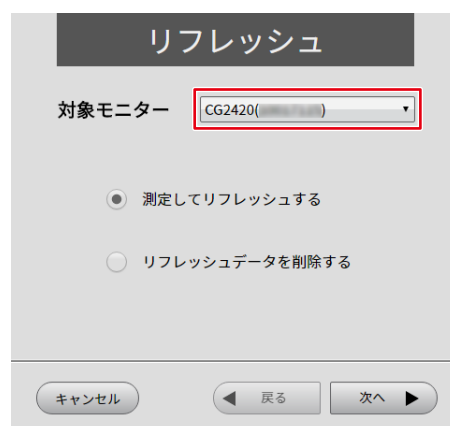 リフレッシュ
対象モニター CG2420( )
測定してリフレッシュする
リフレッシュデータを削除する
キャンセル 戻る 次へ